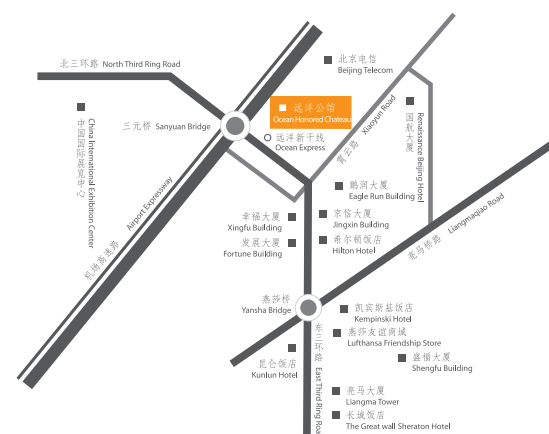 北三环路 North Third Ring Road
北京电信
Beijing Telecom
远洋公馆
Ocean Honored Chateau
三元桥 Sanyuan Bridge
远洋新干线
Ocean Express
中国国际展览中心
China International Exhibition Center
霄云路 Xiaoyun Road
国航大厦
Renaissance Beijing Hotel
机场高速路 Airport Expressway
鹏润大厦
Eagle Run Building
幸福大厦
Xingfu Building
京信大厦
Jingxin Building
发展大厦
Fortune Building
希尔顿饭店
Hilton Hotel
亮马桥路 Liangmaqiao Road
燕莎桥
Yansha Bridge
凯宾斯基饭店
Kempinski Hotel
燕莎友谊商城
Lufthansa Friendship Store
盛福大厦
Shengfu Building
昆仑饭店
Kunlun Hotel
东三环路 East Third Ring Road
亮马大厦
Liangma Tower
长城饭店
The Great wall Sheraton Hotel